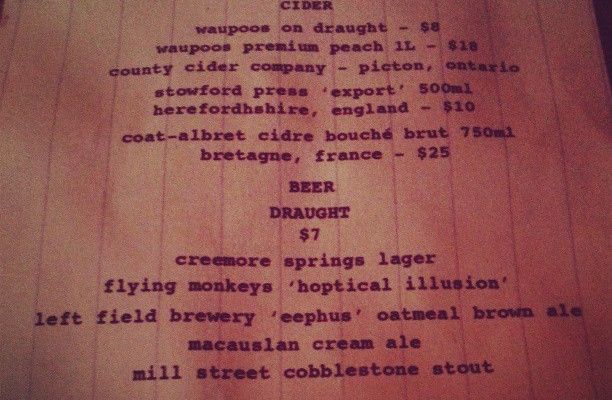 CIDER
waupoos on draught - $8
waupoos premium peach 1L - $18
county cider company - picton, ontario
stowford press 'export' 500ml
herefordhshire, england - $10
coat-albret cidre bouché brut 750ml
bretagne, france - $25
BEER
DRAUGHT
$7
creemore springs lager
flying monkeys 'hoptical illusion'
left field brewery 'eephus' oatmeal brown ale
macauslan cream ale
mill street cobblestone stout